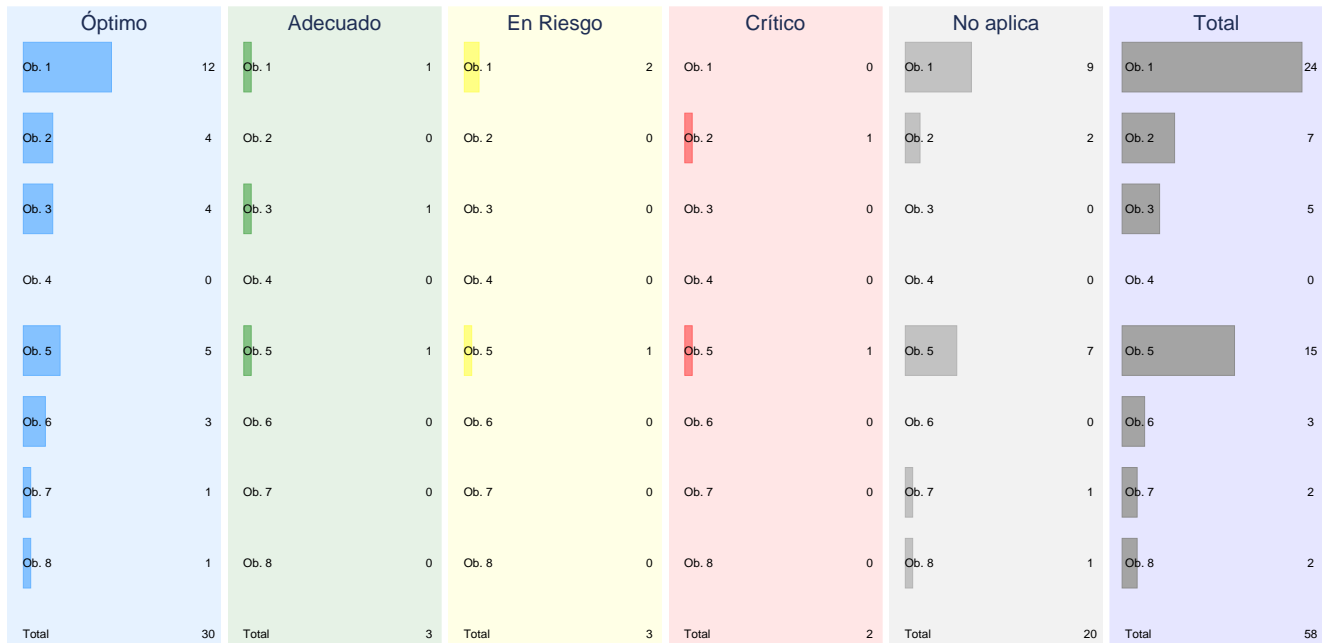 Óptimo Adecuado En Riesgo Crítico No aplica Total
Ob. 1 12 Ob. 1 1 Ob. 1 2 Ob. 1 0 Ob. 1 9 Ob. 1 24
Ob. 2 4 Ob. 2 0 Ob. 2 0 Ob. 2 1 Ob. 2 2 Ob. 2 7
Ob. 3 4 Ob. 3 1 Ob. 3 0 Ob. 3 0 Ob. 3 0 Ob. 3 5
Ob. 4 0 Ob. 4 0 Ob. 4 0 Ob. 4 0 Ob. 4 0 Ob. 4 0
Ob. 5 5 Ob. 5 1 Ob. 5 1 Ob. 5 1 Ob. 5 7 Ob. 5 15
Ob. 6 3 Ob. 6 0 Ob. 6 0 Ob. 6 0 Ob. 6 0 Ob. 6 3
Ob. 7 1 Ob. 7 0 Ob. 7 0 Ob. 7 0 Ob. 7 1 Ob. 7 2
Ob. 8 1 Ob. 8 0 Ob. 8 0 Ob. 8 0 Ob. 8 1 Ob. 8 2
Total 30 Total 3 Total 3 Total 2 Total 20 Total 58